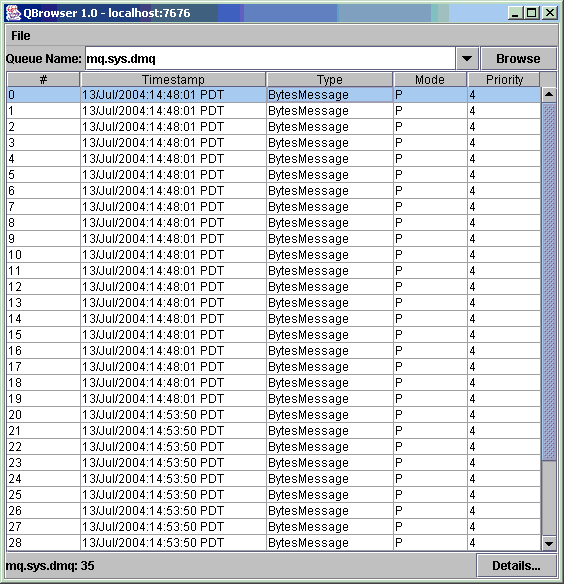 QBrowser 1.0 - localhost:7676
File
Queue Name: mq.sys.dmq Browse
# Timestamp Type Mode Priority
0 13/Jul/2004:14:48:01 PDT BytesMessage P 4
1 13/Jul/2004:14:48:01 PDT BytesMessage P 4
2 13/Jul/2004:14:48:01 PDT BytesMessage P 4
3 13/Jul/2004:14:48:01 PDT BytesMessage P 4
4 13/Jul/2004:14:48:01 PDT BytesMessage P 4
5 13/Jul/2004:14:48:01 PDT BytesMessage P 4
6 13/Jul/2004:14:48:01 PDT BytesMessage P 4
7 13/Jul/2004:14:48:01 PDT BytesMessage P 4
8 13/Jul/2004:14:48:01 PDT BytesMessage P 4
9 13/Jul/2004:14:48:01 PDT BytesMessage P 4
10 13/Jul/2004:14:48:01 PDT BytesMessage P 4
11 13/Jul/2004:14:48:01 PDT BytesMessage P 4
12 13/Jul/2004:14:48:01 PDT BytesMessage P 4
13 13/Jul/2004:14:48:01 PDT BytesMessage P 4
14 13/Jul/2004:14:48:01 PDT BytesMessage P 4
15 13/Jul/2004:14:48:01 PDT BytesMessage P 4
16 13/Jul/2004:14:48:01 PDT BytesMessage P 4
17 13/Jul/2004:14:48:01 PDT BytesMessage P 4
18 13/Jul/2004:14:48:01 PDT BytesMessage P 4
19 13/Jul/2004:14:48:01 PDT BytesMessage P 4
20 13/Jul/2004:14:53:50 PDT BytesMessage P 4
21 13/Jul/2004:14:53:50 PDT BytesMessage P 4
22 13/Jul/2004:14:53:50 PDT BytesMessage P 4
23 13/Jul/2004:14:53:50 PDT BytesMessage P 4
24 13/Jul/2004:14:53:50 PDT BytesMessage P 4
25 13/Jul/2004:14:53:50 PDT BytesMessage P 4
26 13/Jul/2004:14:53:50 PDT BytesMessage P 4
27 13/Jul/2004:14:53:50 PDT BytesMessage P 4
28 13/Jul/2004:14:53:50 PDT BytesMessage P 4
mq.sys.dmq: 35 Details...